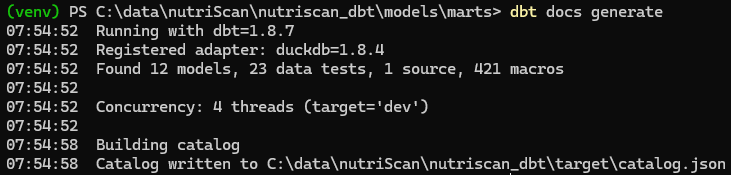 (venv) PS C:\data\nutriScan\nutriscan_dbt\models\marts> dbt docs generate
07:54:52  Running with dbt=1.8.7
07:54:52  Registered adapter: duckdb=1.8.4
07:54:52  Found 12 models, 23 data tests, 1 source, 421 macros
07:54:52
07:54:52  Concurrency: 4 threads (target='dev')
07:54:52
07:54:58  Building catalog
07:54:58  Catalog written to C:\data\nutriScan\nutriscan_dbt\target\catalog.json